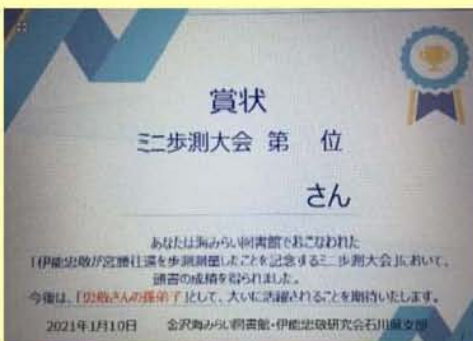 賞状
ミニ歩測大会 第 位
さん
あなたは海みらい図書館でおこなわれた
「伊能忠敬が宮腰往還を歩測測量したことを記念するミニ歩測大会」において、
頭書の成績を得られました。
今後は、「忠敬さんの孫弟子」として、大いに活躍されることを期待いたします。
2021年1月10日 金沢海みらい図書館・伊能忠敬研究会石川県支部